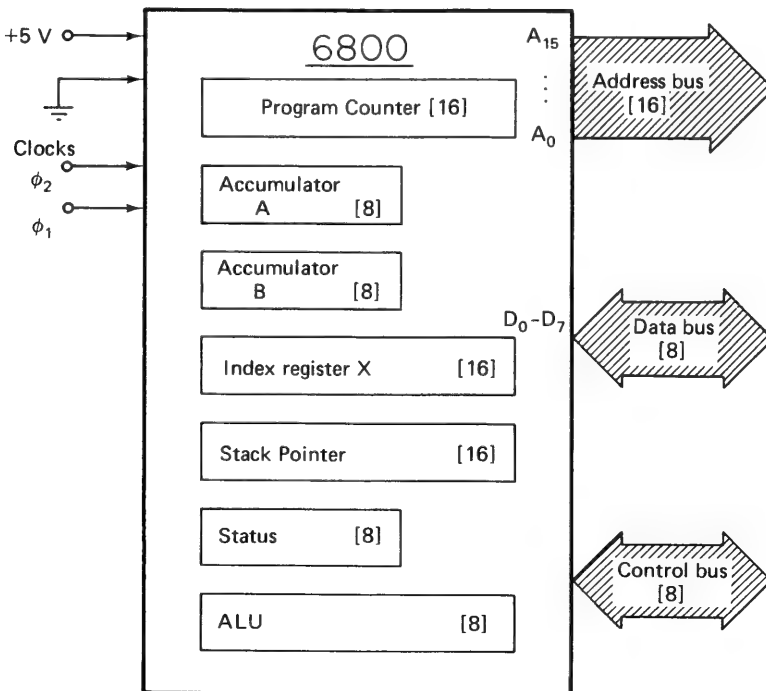 6800
+5 V
Clocks
ϕ2
ϕ1
Program Counter [16]
Accumulator
A [8]
Accumulator
B [8]
Index register X [16]
Stack Pointer [16]
Status [8]
ALU [8]
A15
⋮
A0
D0-D7
Address bus
[16]
Data bus
[8]
Control bus
[8]